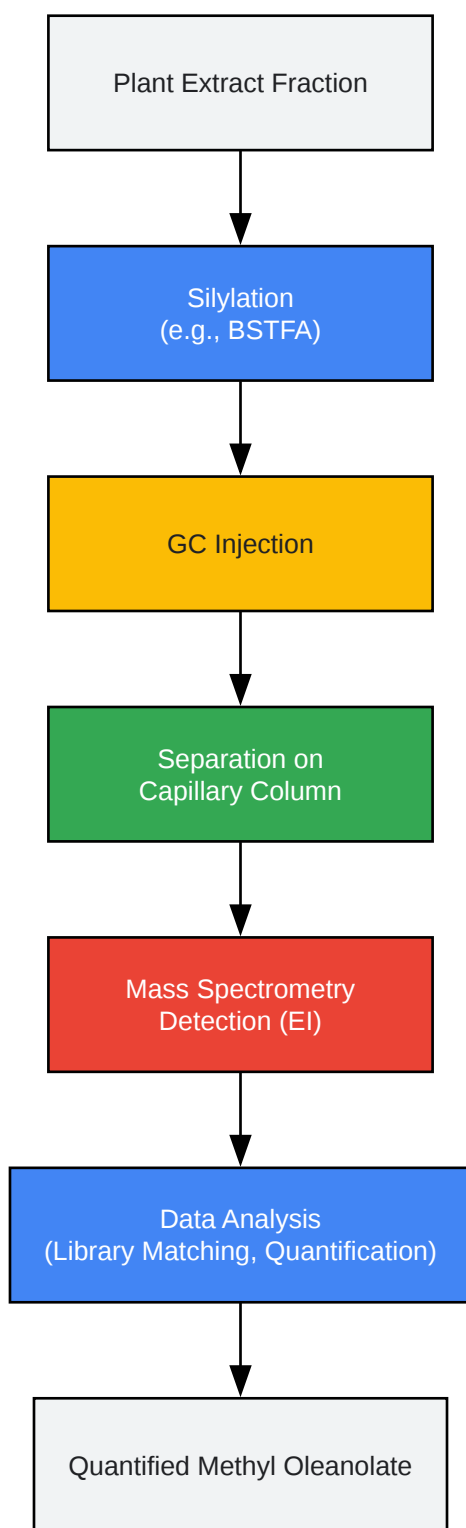 Plant Extract Fraction
Silylation
(e.g., BSTFA)
GC Injection
Separation on
Capillary Column
Mass Spectrometry
Detection (EI)
Data Analysis
(Library Matching, Quantification)
Quantified Methyl Oleanolate